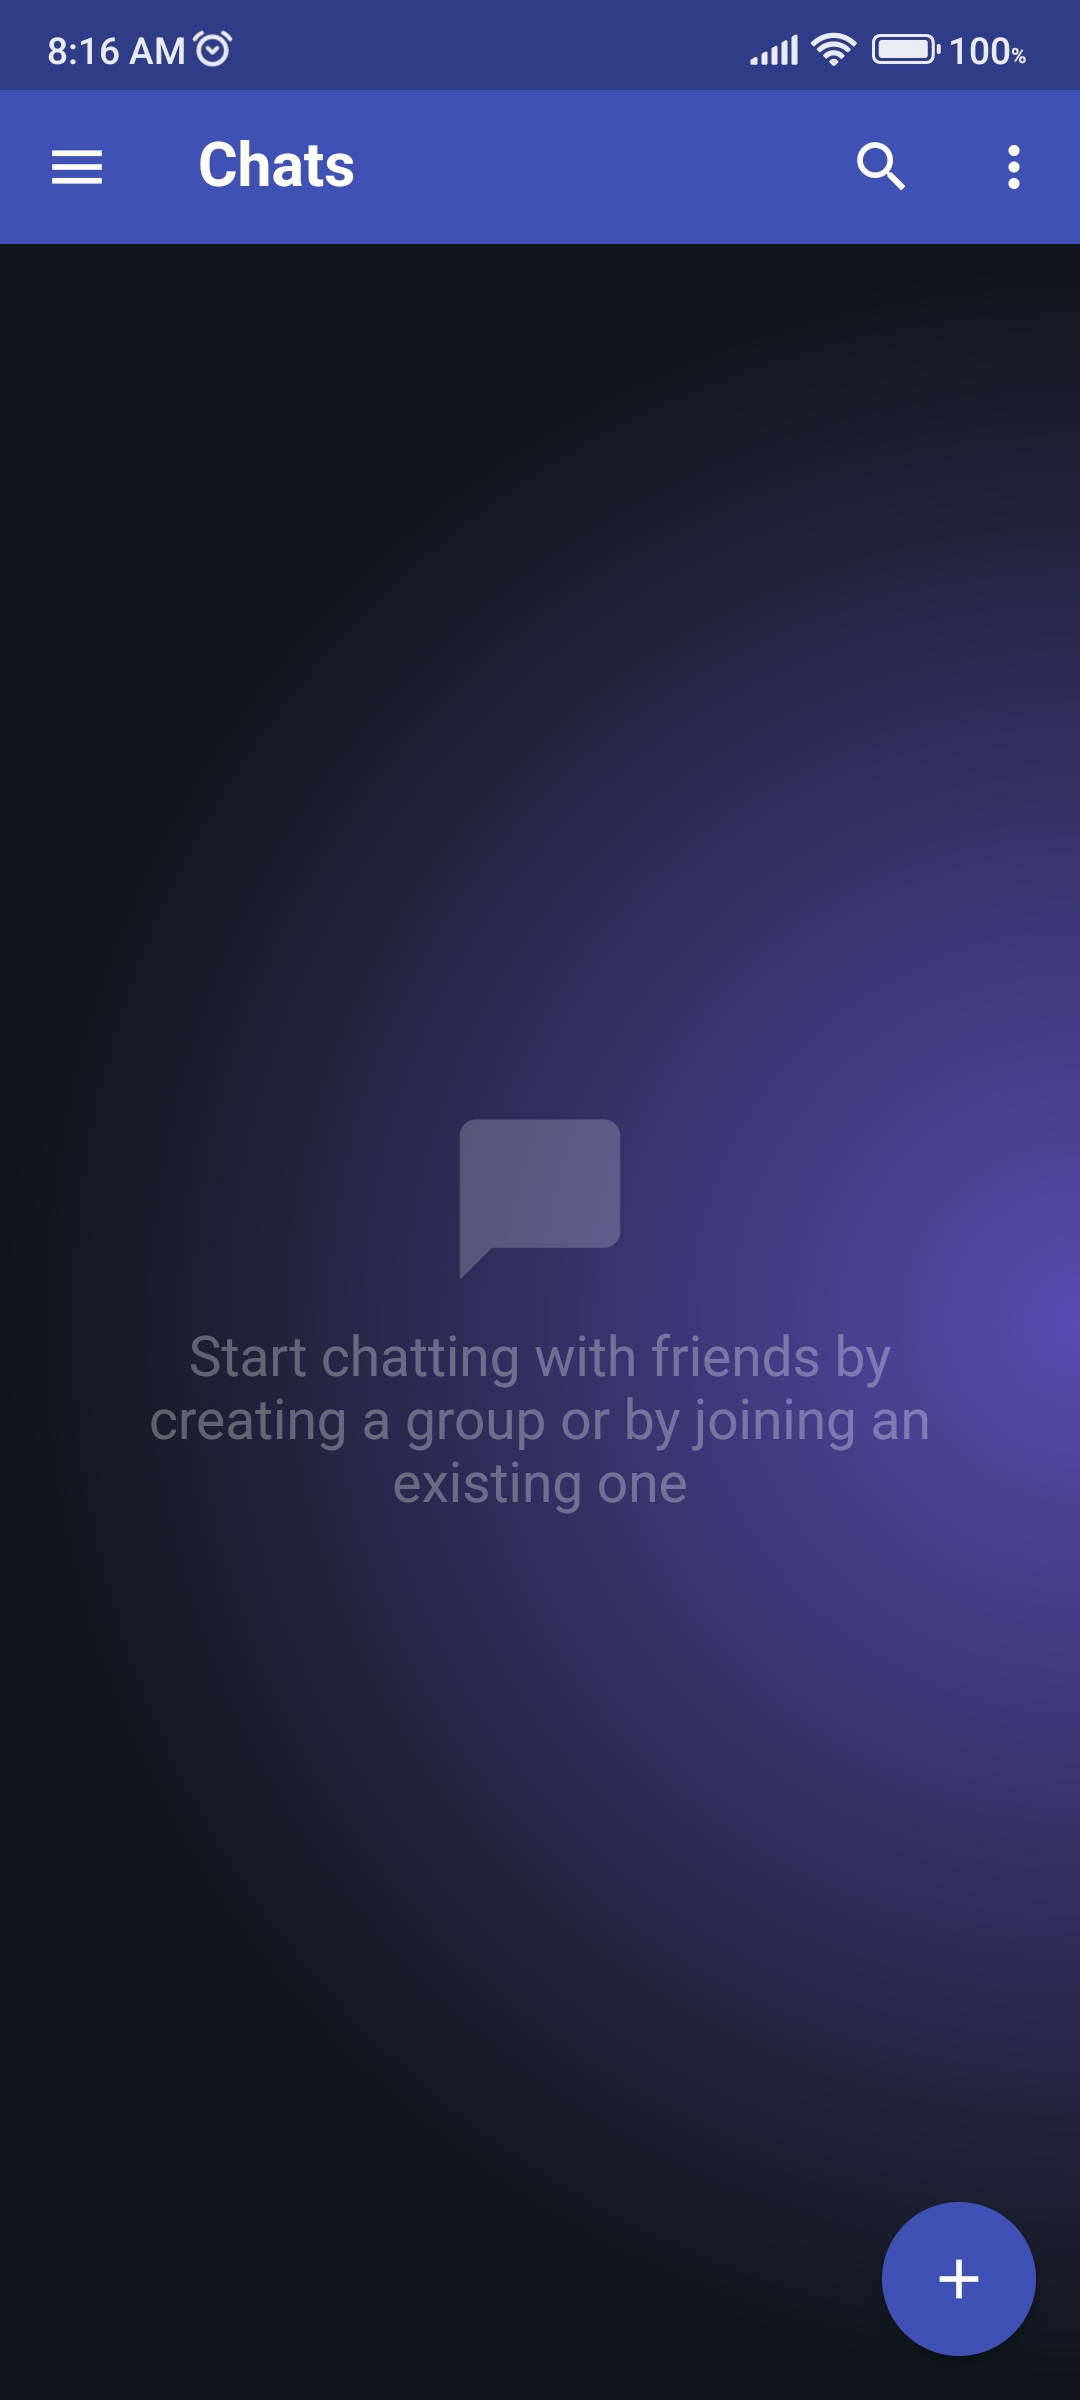 8:16 AM 100%
Chats
Start chatting with friends by
creating a group or by joining an
existing one